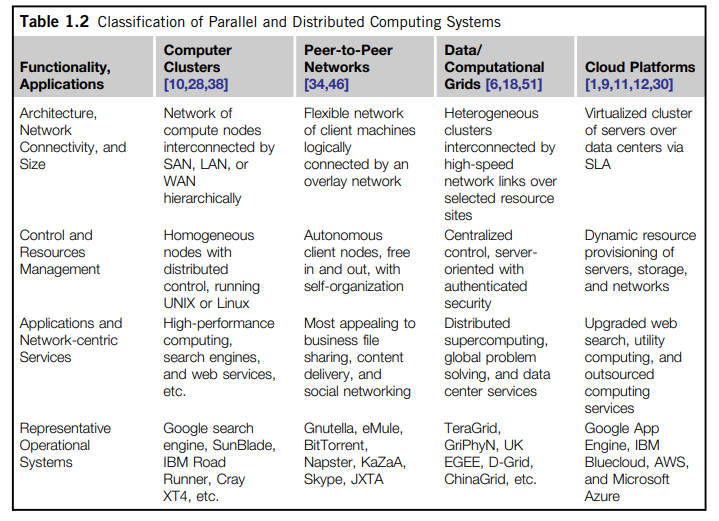 Table 1.2 Classification of Parallel and Distributed Computing Systems
Functionality,
Applications
Computer
Clusters
[10,28,38]
Peer-to-Peer
Networks
[34,46]
Data/
Computational
Grids [6,18,51]
Cloud Platforms
[1,9,11,12,30]
Architecture,
Network
Connectivity, and
Size
Network of
compute nodes
interconnected by
SAN, LAN, or
WAN
hierarchically
Flexible network
of client machines
logically
connected by an
overlay network
Heterogeneous
clusters
interconnected by
high-speed
network links over
selected resource
sites
Virtualized cluster
of servers over
data centers via
SLA
Control and
Resources
Management
Homogeneous
nodes with
distributed
control, running
UNIX or Linux
Autonomous
client nodes, free
in and out, with
self-organization
Centralized
control, server-
oriented with
authenticated
security
Dynamic resource
provisioning of
servers, storage,
and networks
Applications and
Network-centric
Services
High-performance
computing,
search engines,
and web services,
etc.
Most appealing to
business file
sharing, content
delivery, and
social networking
Distributed
supercomputing,
global problem
solving, and data
center services
Upgraded web
search, utility
computing, and
outsourced
computing
services
Representative
Operational
Systems
Google search
engine, SunBlade,
IBM Road
Runner, Cray
XT4, etc.
Gnutella, eMule,
BitTorrent,
Napster, KaZaA,
Skype, JXTA
TeraGrid,
GriPhyN, UK
EGEE, D-Grid,
ChinaGrid, etc.
Google App
Engine, IBM
Bluecloud, AWS,
and Microsoft
Azure